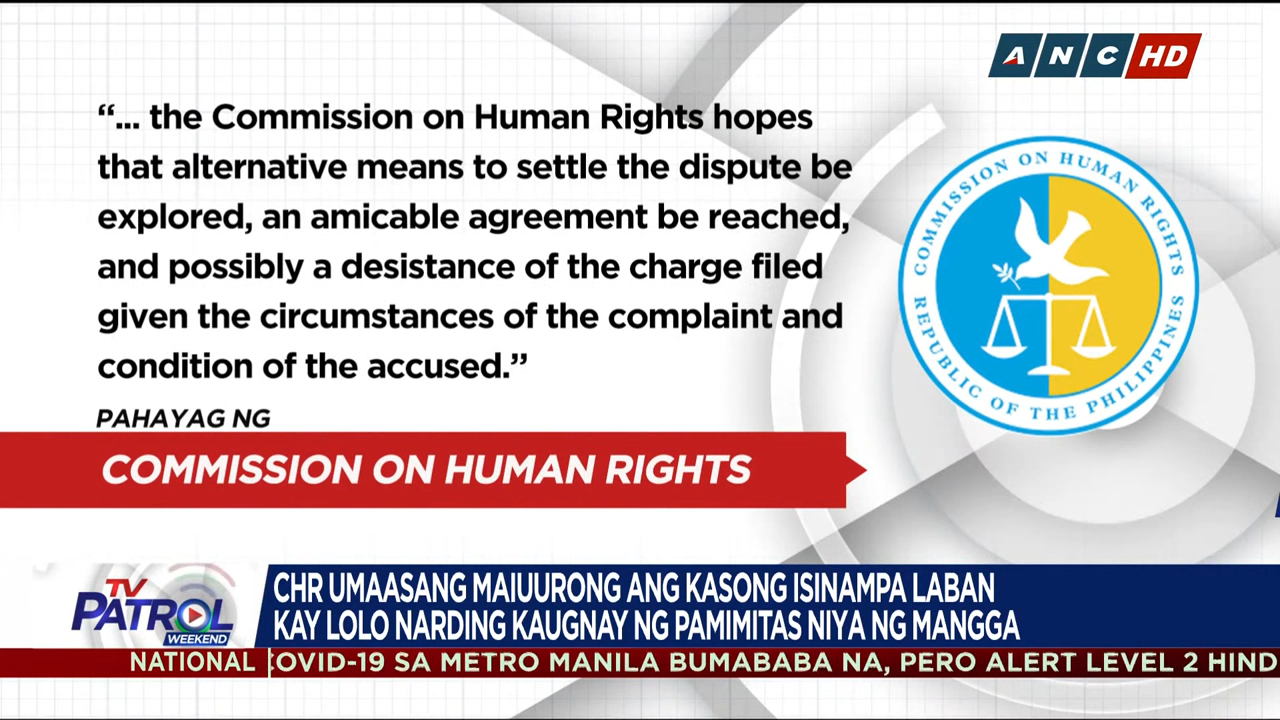 ANC HD
“... the Commission on Human Rights hopes
that alternative means to settle the dispute be
explored, an amicable agreement be reached,
and possibly a desistance of the charge filed
given the circumstances of the complaint and
condition of the accused.”
COMMISSION ON HUMAN RIGHTS
REPUBLIC OF THE PHILIPPINES
PAHAYAG NG
COMMISSION ON HUMAN RIGHTS
TV
PATROL
WEEKEND
CHR UMAASANG MAIUURONG ANG KASONG ISINAMPA LABAN
KAY LOLO NARDING KAUGNAY NG PAMIMITAS NIYA NG MANGGA
NATIONAL OVID-19 SA METRO MANILA BUMABABA NA, PERO ALERT LEVEL 2 HIND